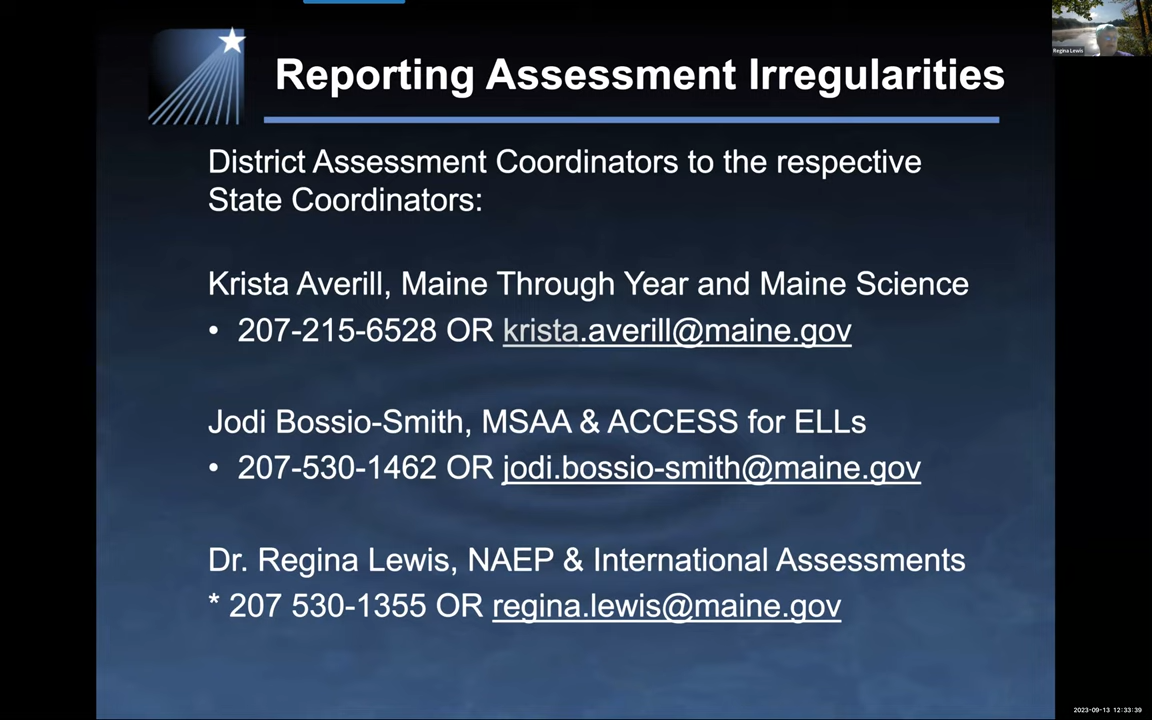 Reporting Assessment Irregularities
District Assessment Coordinators to the respective
State Coordinators:
Krista Averill, Maine Through Year and Maine Science
• 207-215-6528 OR krista.averill@maine.gov
Jodi Bossio-Smith, MSAA & ACCESS for ELLs
• 207-530-1462 OR jodi.bossio-smith@maine.gov
Dr. Regina Lewis, NAEP & International Assessments
* 207 530-1355 OR regina.lewis@maine.gov
Regina Lewis
2023-09-13 12:33:39